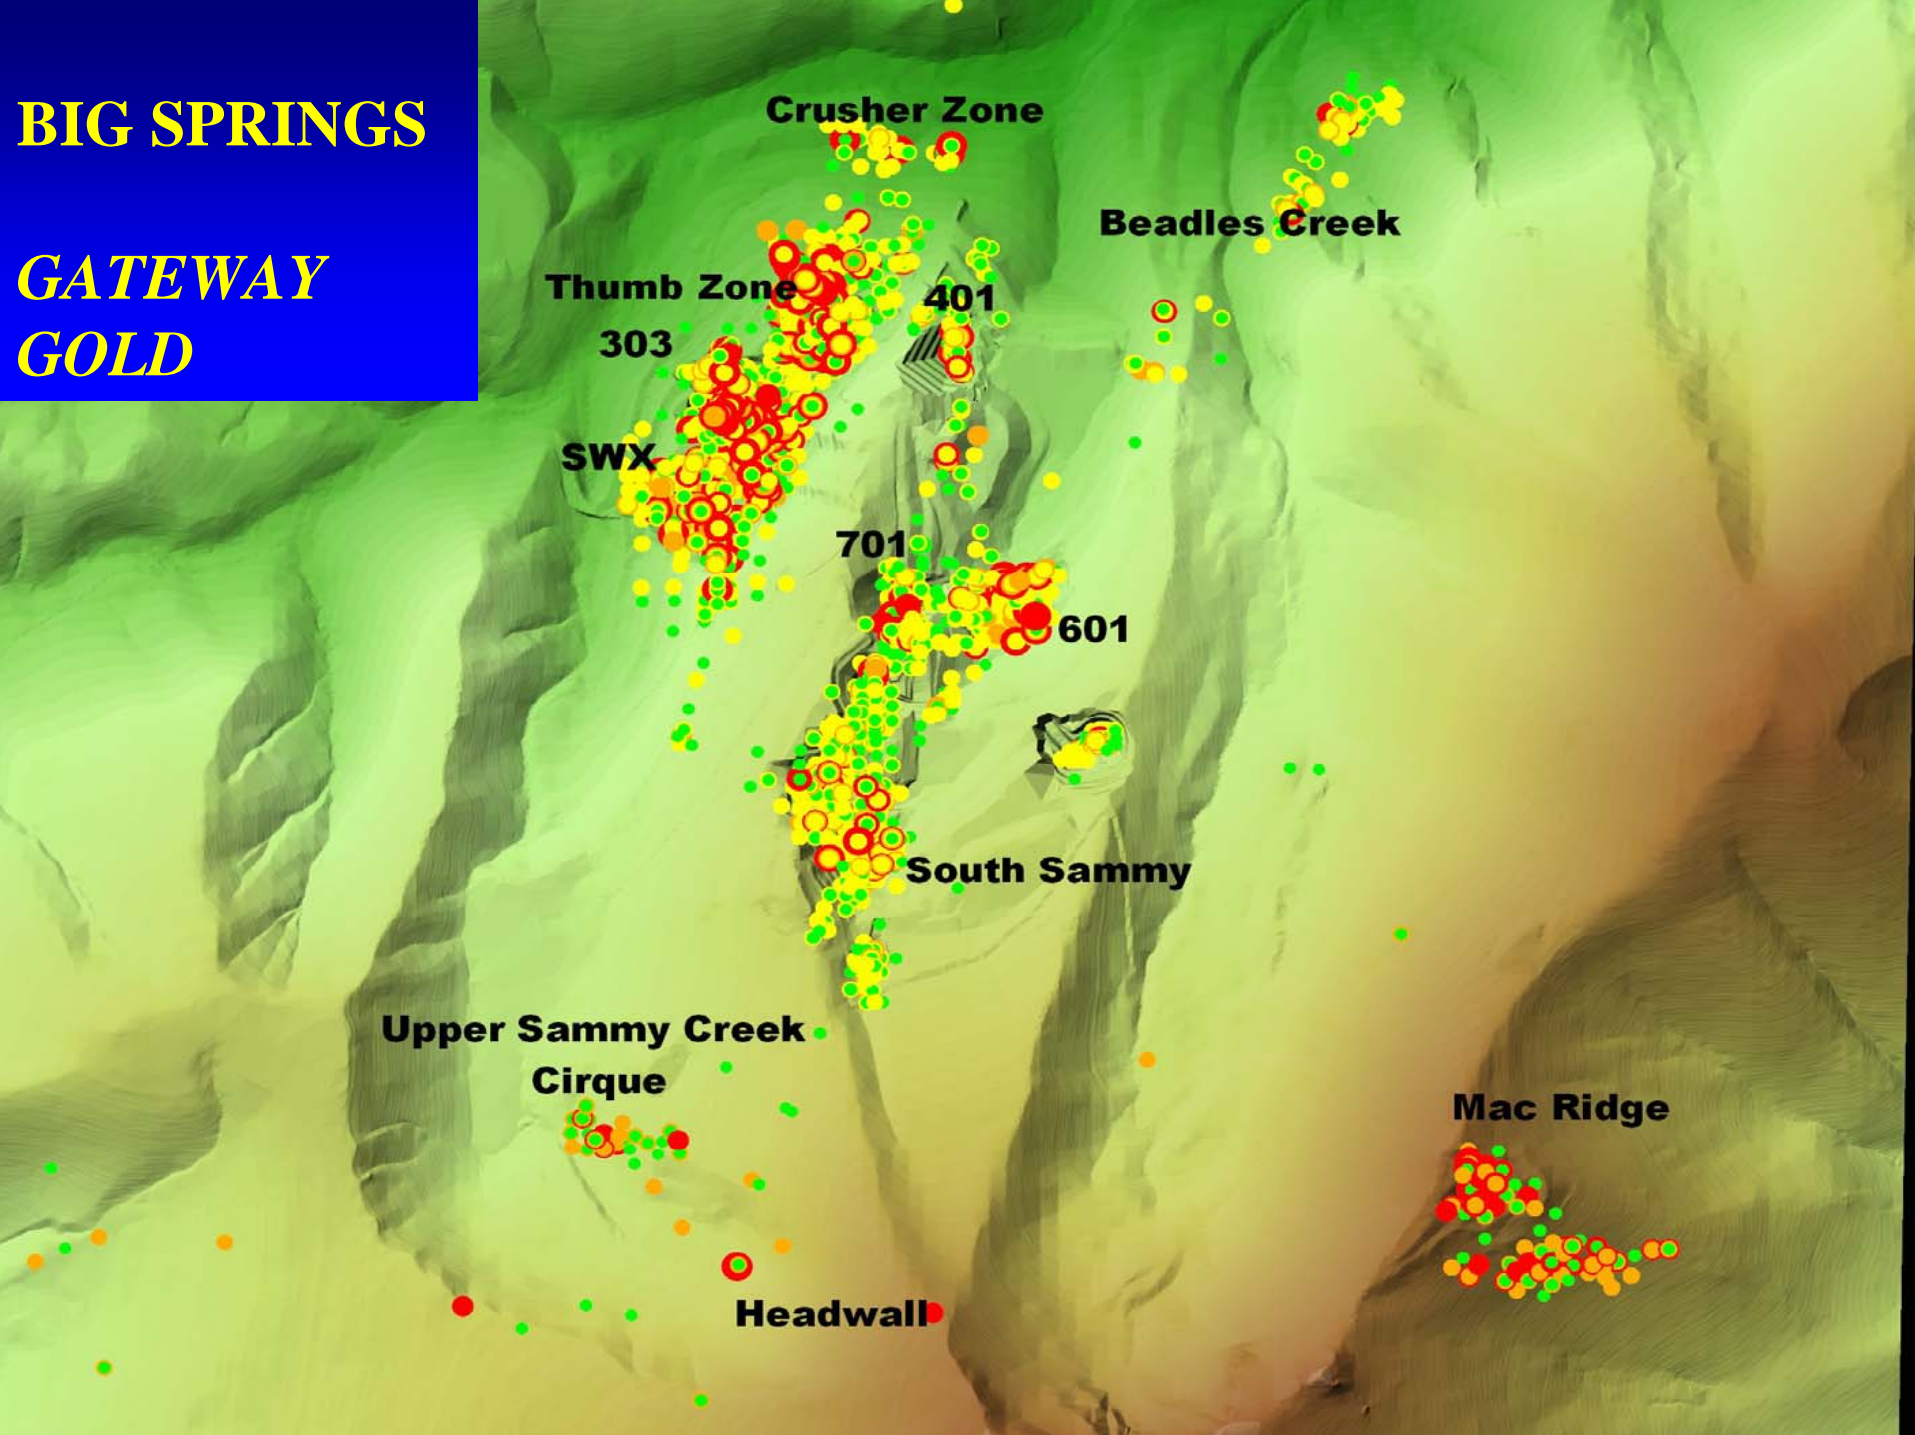 BIG SPRINGS
GATEWAY
GOLD
Crusher Zone
Beadles Creek
Thumb Zone
401
303
SWX
701
601
South Sammy
Upper Sammy Creek
Cirque
Mac Ridge
Headwall